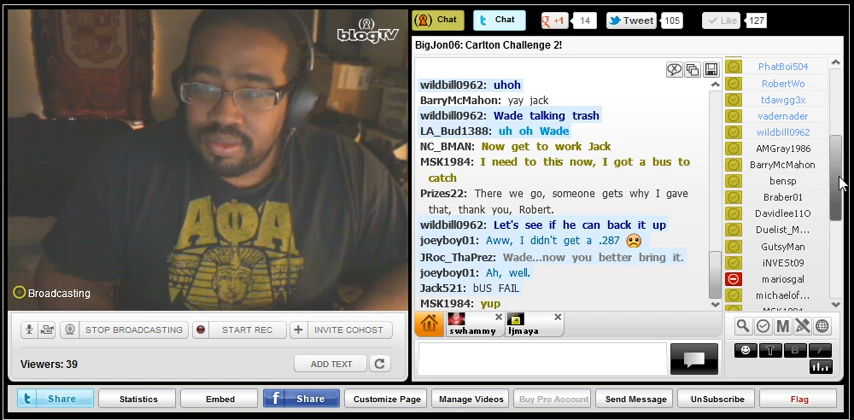 blogTV
Chat
Chat
+1
14
Tweet
105
Like
127
BigJon06: Carlton Challenge 2!
wildbill0962: uhoh
BarryMcMahon: yay jack
wildbill0962: Wade talking trash
LA_Bud1388: uh oh Wade
NC_BMAN: Now get to work Jack
MSK1984: I need to this now, I got a bus to
catch
Prizes22: There we go, someone gets why I gave
that, thank you, Robert.
wildbill0962: Let's see if he can back it up
joeyboy01: Aww, I didn't get a .287
JRoc_ThaPrez: Wade...now you better bring it.
joeyboy01: Ah, well.
Jack521: bUS FAIL
MSK1984: yup
PhatBoi504
RobertWo
tdawgg3x
vadernader
wildbill0962
AMGray1986
BarryMcMahon
bensp
Braber01
Davidlee11O
Duelist_M...
GutsyMan
iNYESt09
mariosgal
michaelof...
MSK1984
ΑΦΑ
Broadcasting
STOP BROADCASTING
START REC
INVITE COHOST
Viewers: 39
ADD TEXT
swhammy
ljmaya
M
T
B
I
Share
Statistics
Embed
Share
Customize Page
Manage Videos
Buy Pro Account
Send Message
UnSubscribe
Flag